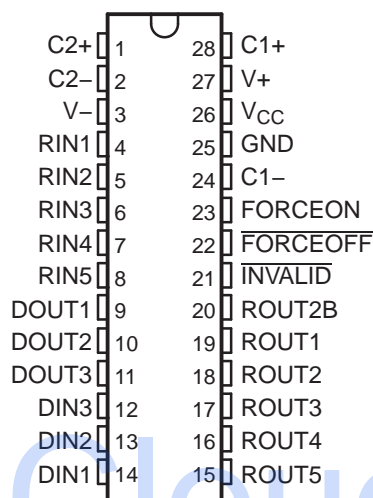 C2+ 1 28 C1+
C2− 2 27 V+
V− 3 26 VCC
RIN1 4 25 GND
RIN2 5 24 C1−
RIN3 6 23 FORCEON
RIN4 7 22 FORCEOFF
RIN5 8 21 INVALID
DOUT1 9 20 ROUT2B
DOUT2 10 19 ROUT1
DOUT3 11 18 ROUT2
DIN3 12 17 ROUT3
DIN2 13 16 ROUT4
DIN1 14 15 ROUT5
Clou